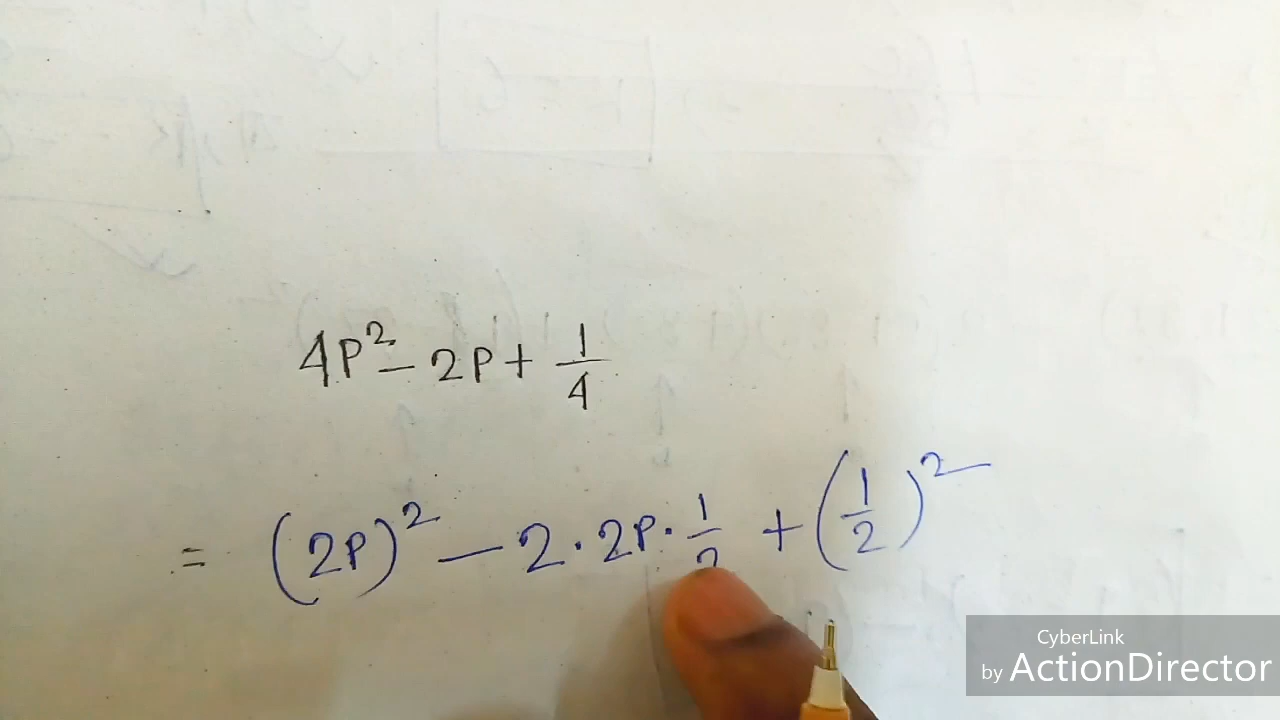 4P² - 2P + 1/4
= (2P)² - 2 · 2P · 1/2 + (1/2)²
CyberLink
by ActionDirector